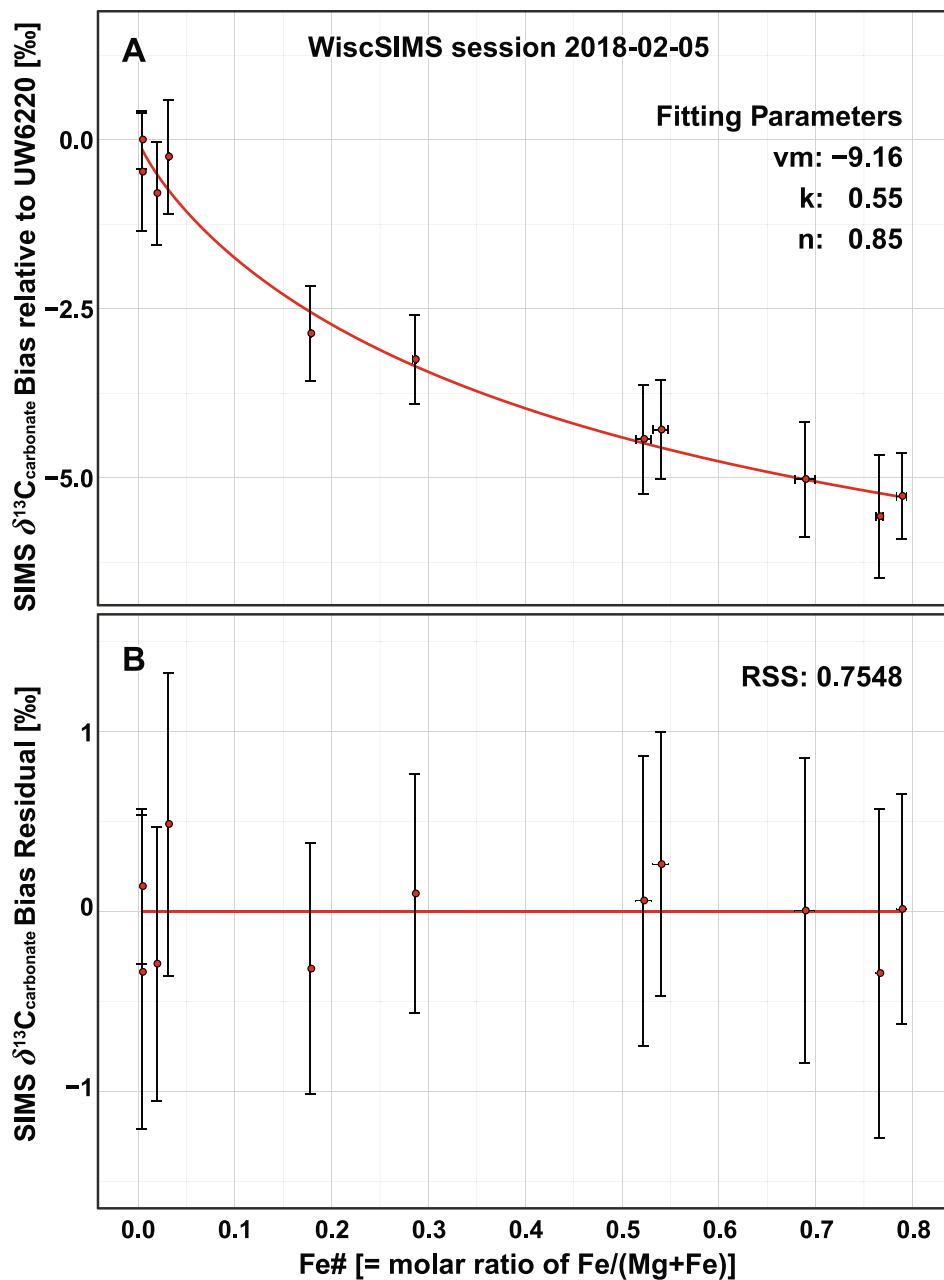 A
WiscSIMS session 2018-02-05
Fitting Parameters
vm: −9.16
k: 0.55
n: 0.85
SIMS δ¹³Ccarbonate Bias relative to UW6220 [‰]
0.0
−2.5
−5.0
B
RSS: 0.7548
SIMS δ¹³Ccarbonate Bias Residual [‰]
1
0
−1
0.0 0.1 0.2 0.3 0.4 0.5 0.6 0.7 0.8
Fe# [= molar ratio of Fe/(Mg+Fe)]